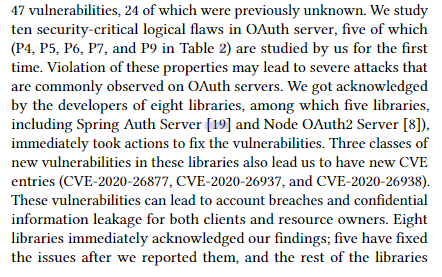 47 vulnerabilities, 24 of which were previously unknown. We study
ten security-critical logical flaws in OAuth server, five of which
(P4, P5, P6, P7, and P9 in Table 2) are studied by us for the first
time. Violation of these properties may lead to severe attacks that
are commonly observed on OAuth servers. We got acknowledged
by the developers of eight libraries, among which five libraries,
including Spring Auth Server [19] and Node OAuth2 Server [8]),
immediately took actions to fix the vulnerabilities. Three classes of
new vulnerabilities in these libraries also lead us to have new CVE
entries (CVE-2020-26877, CVE-2020-26937, and CVE-2020-26938).
These vulnerabilities can lead to account breaches and confidential
information leakage for both clients and resource owners. Eight
libraries immediately acknowledged our findings; five have fixed
the issues after we reported them, and the rest of the libraries